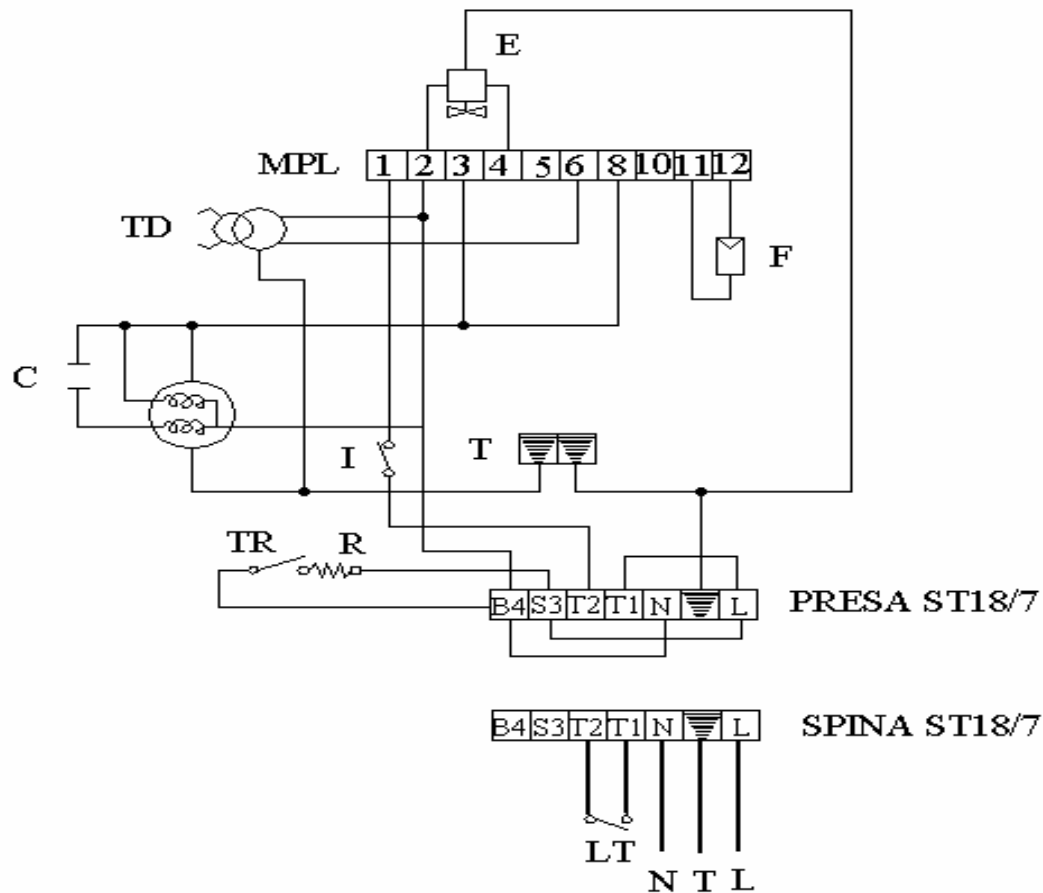 E
MPL 1 2 3 4 5 6 8 10 11 12
TD
F
C
I
T
TR R
B4 S3 T2 T1 N L PRESA ST18/7
B4 S3 T2 T1 N L SPINA ST18/7
LT
N T L